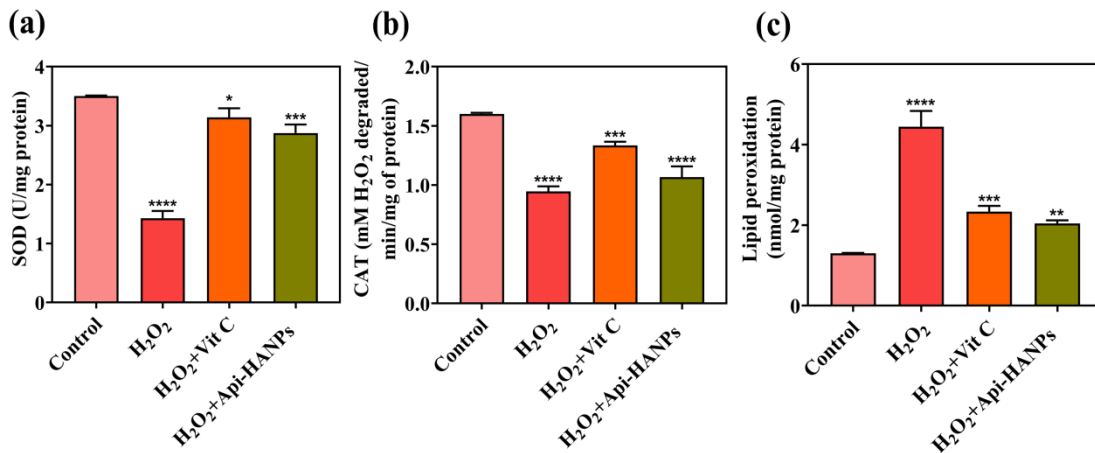 (a)
SOD (U/mg protein)
4
3
2
1
0
****
*
***
Control
H₂O₂
H₂O₂+Vit C
H₂O₂+Api-HANPs
(b)
CAT (mM H₂O₂ degraded/
min/mg of protein)
2.0
1.5
1.0
0.5
0.0
****
***
****
Control
H₂O₂
H₂O₂+Vit C
H₂O₂+Api-HANPs
(c)
Lipid peroxidation
(nmol/mg protein)
6
4
2
0
****
***
**
Control
H₂O₂
H₂O₂+Vit C
H₂O₂+Api-HANPs